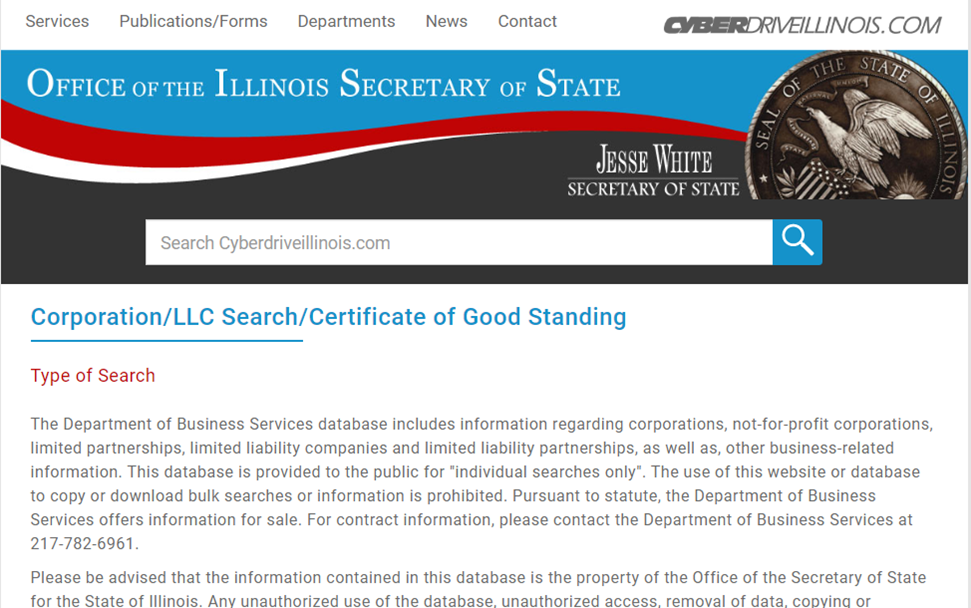 Services Publications/Forms Departments News Contact CYBERDRIVEILLINOIS.COM
OFFICE OF THE ILLINOIS SECRETARY OF STATE
SEAL OF THE STATE OF ILLINOIS
JESSE WHITE
SECRETARY OF STATE
Search Cyberdriveillinois.com
Corporation/LLC Search/Certificate of Good Standing
Type of Search
The Department of Business Services database includes information regarding corporations, not-for-profit corporations,
limited partnerships, limited liability companies and limited liability partnerships, as well as, other business-related
information. This database is provided to the public for "individual searches only". The use of this website or database
to copy or download bulk searches or information is prohibited. Pursuant to statute, the Department of Business
Services offers information for sale. For contract information, please contact the Department of Business Services at
217-782-6961.
Please be advised that the information contained in this database is the property of the Office of the Secretary of State
for the State of Illinois. Any unauthorized use of the database, unauthorized access, removal of data, copying or